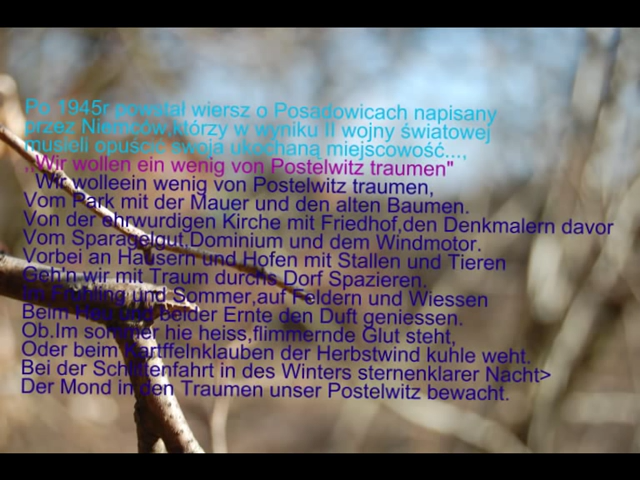 Po 1945r powstał wiersz o Posadowicach napisany
przez Niemców,którzy w wyniku II wojny światowej
musieli opuścić swoja ukochaną miejscowość...,
,,Wir wollen ein wenig von Postelwitz traumen"
,,Wir wolleein wenig von Postelwitz traumen,
Vom Park mit der Mauer und den alten Baumen.
Von der ehrwurdigen Kirche mit Friedhof,den Denkmalern davor
Vom Sparagelgut,Dominium und dem Windmotor.
Vorbei an Hausern und Hofen mit Stallen und Tieren
Geh'n wir mit Traum durchs Dorf Spazieren.
Im Fruhling und Sommer,auf Feldern und Wiessen
Beim Heu und beider Ernte den Duft geniessen.
Ob.Im sommer hie heiss,flimmernde Glut steht,
Oder beim Kartffelnklauben der Herbstwind kuhle weht.
Bei der Schlittenfahrt in des Winters sternenklarer Nacht>
Der Mond in den Traumen unser Postelwitz bewacht.